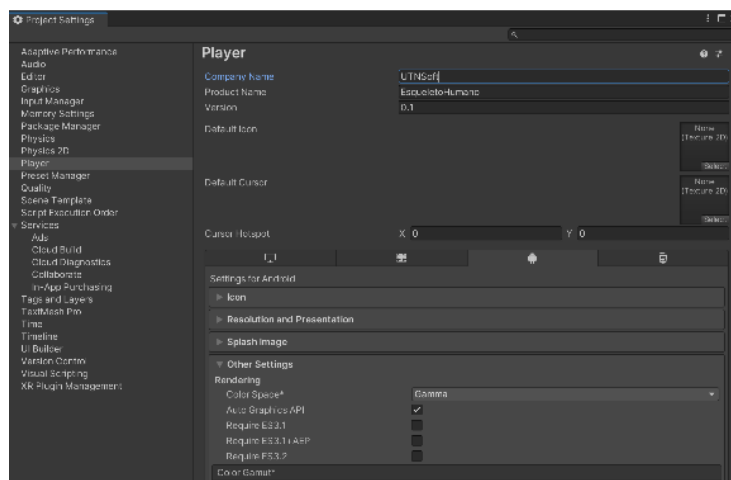 Project Settings
Adaptive Performance
Audio
Editor
Graphics
Input Manager
Memory Settings
Package Manager
Physics
Physics 2D
Player
Preset Manager
Quality
Scene Template
Script Execution Order
Services
Ads
Cloud Build
Cloud Diagnostics
Collaborate
In-App Purchasing
Tags and Layers
TextMesh Pro
Time
Timeline
UI Builder
Version Control
Visual Scripting
XR Plugin Management
Player
Company Name UTNSoft
Product Name EsqueletoHumano
Version 0.1
Default Icon None
(Texture 2D)
Select
Default Cursor None
(Texture 2D)
Select
Cursor Hotspot X 0 Y 0
Settings for Android
Icon
Resolution and Presentation
Splash Image
Other Settings
Rendering
Color Space* Gamma
Auto Graphics API
Require ES3.1
Require ES3.1+AEP
Require ES3.2
Color Gamut*